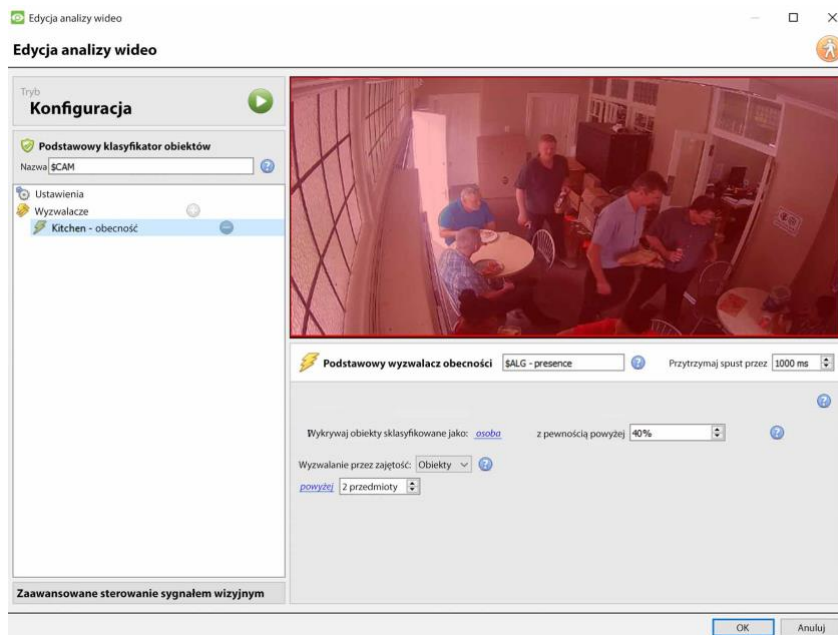 Edycja analizy wideo
Edycja analizy wideo
Tryb
Konfiguracja
Podstawowy klasyfikator obiektów
Nazwa $CAM
Ustawienia
Wyzwalacze
Kitchen - obecność
Podstawowy wyzwalacz obecności $ALG - presence Przytrzymaj spust przez 1000 ms
Wykrywaj obiekty sklasyfikowane jako: osoba z pewnością powyżej 40%
Wyzwalanie przez zajętość: Obiekty
powyżej 2 przedmioty
Zaawansowane sterowanie sygnałem wizyjnym
OK Anuluj